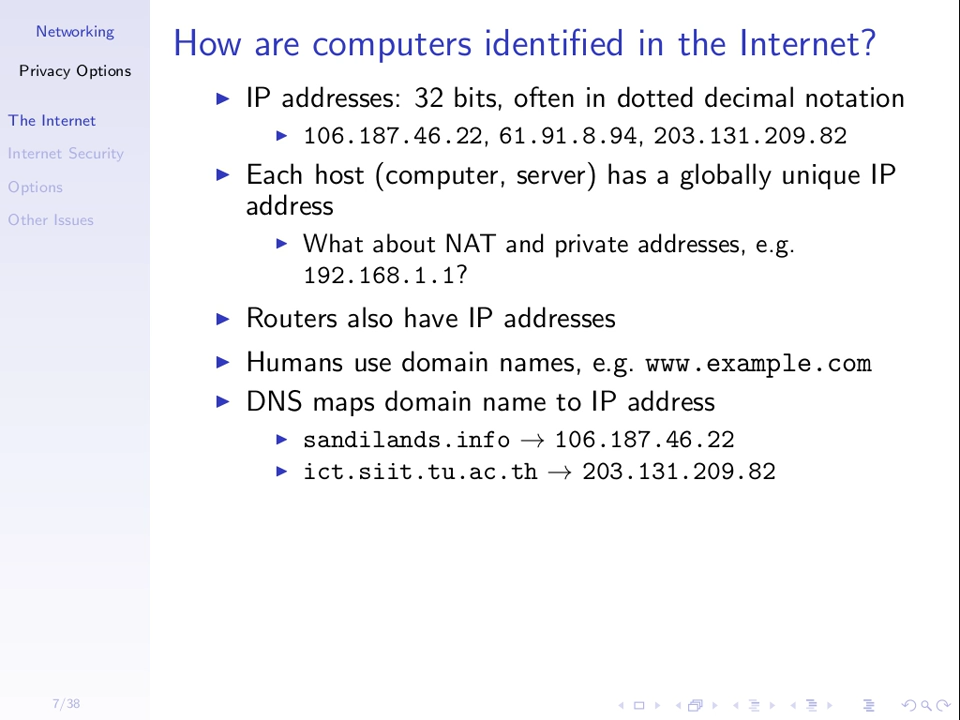 Networking
Privacy Options
The Internet
Internet Security
Options
Other Issues
7/38
How are computers identified in the Internet?
IP addresses: 32 bits, often in dotted decimal notation
106.187.46.22, 61.91.8.94, 203.131.209.82
Each host (computer, server) has a globally unique IP
address
What about NAT and private addresses, e.g.
192.168.1.1?
Routers also have IP addresses
Humans use domain names, e.g. www.example.com
DNS maps domain name to IP address
sandilands.info → 106.187.46.22
ict.siit.tu.ac.th → 203.131.209.82